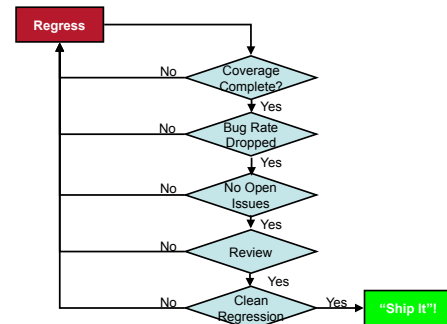 Regress
No
Coverage
Complete?
Yes
No
Bug Rate
Dropped
Yes
No
No Open
Issues
Yes
No
Review
Yes
No
Clean
Regression
Yes
“Ship It”!